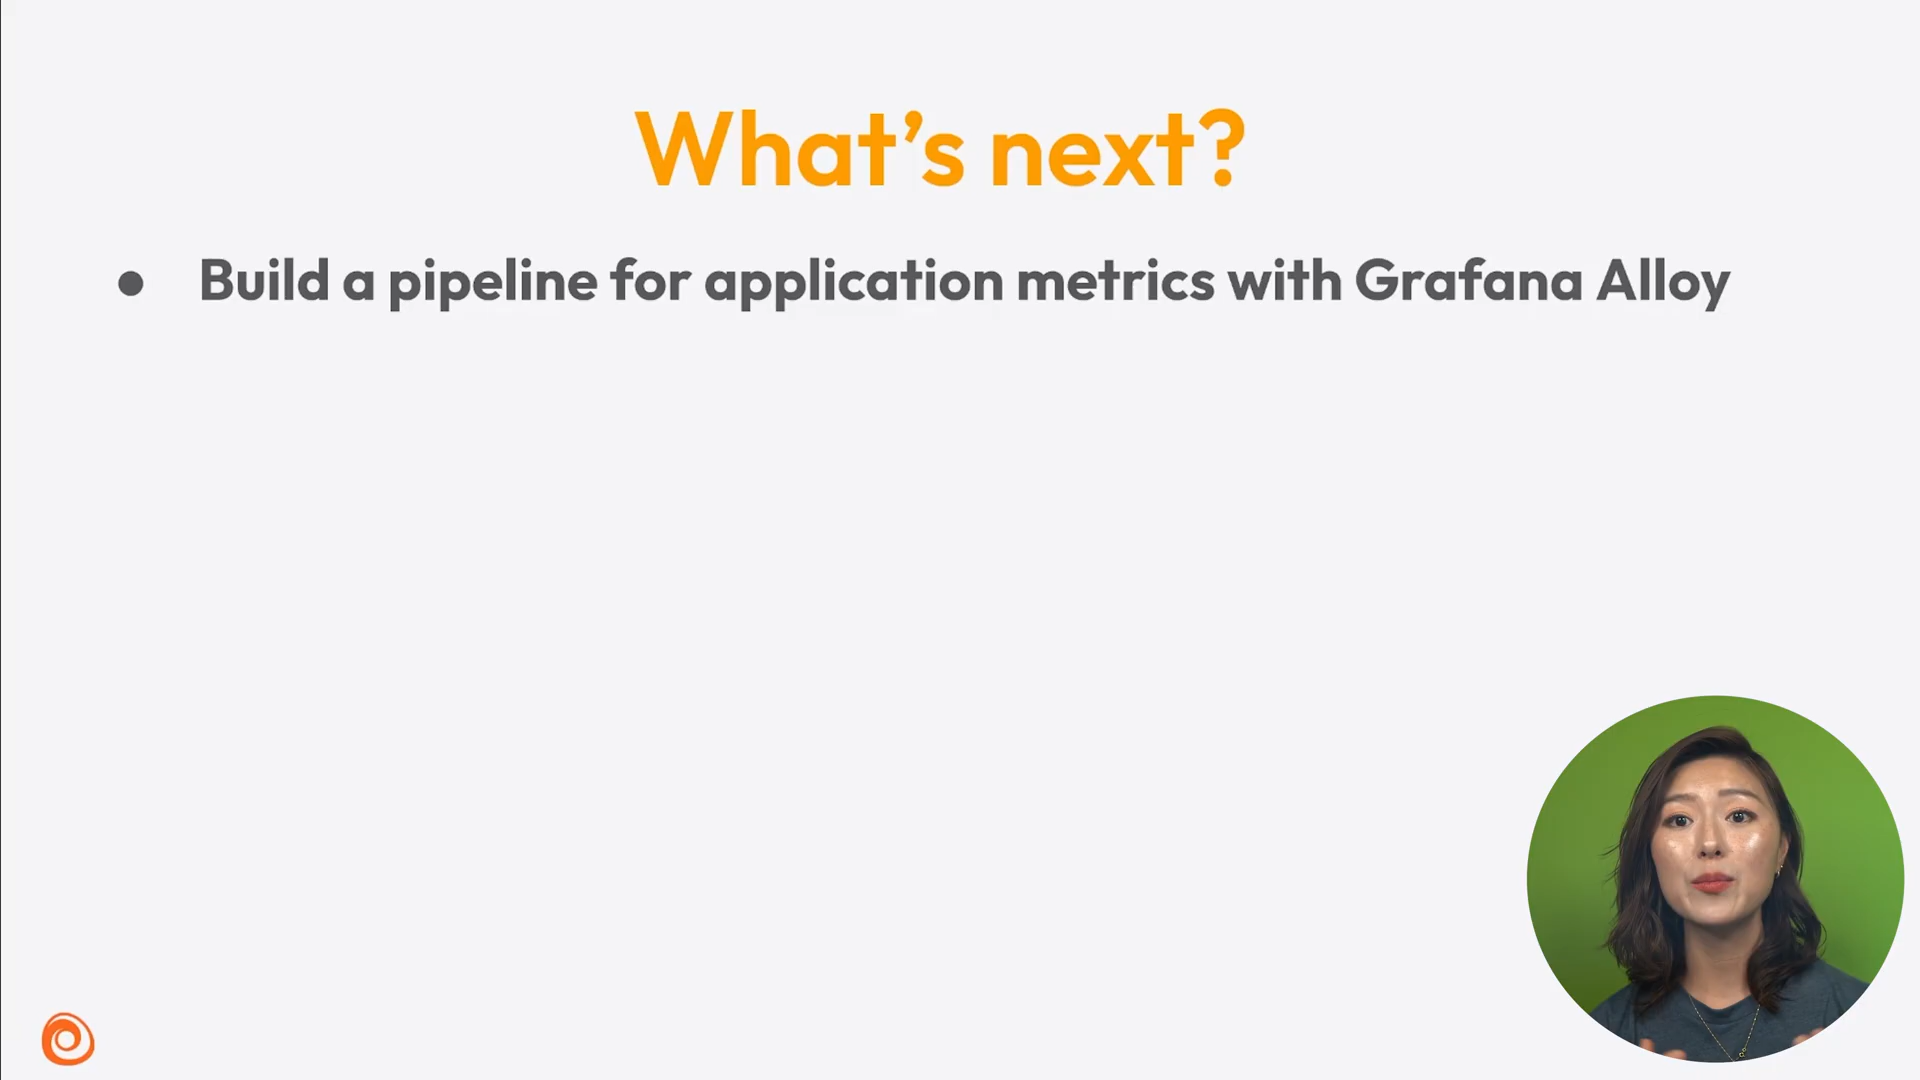 What’s next?
● Build a pipeline for application metrics with Grafana Alloy